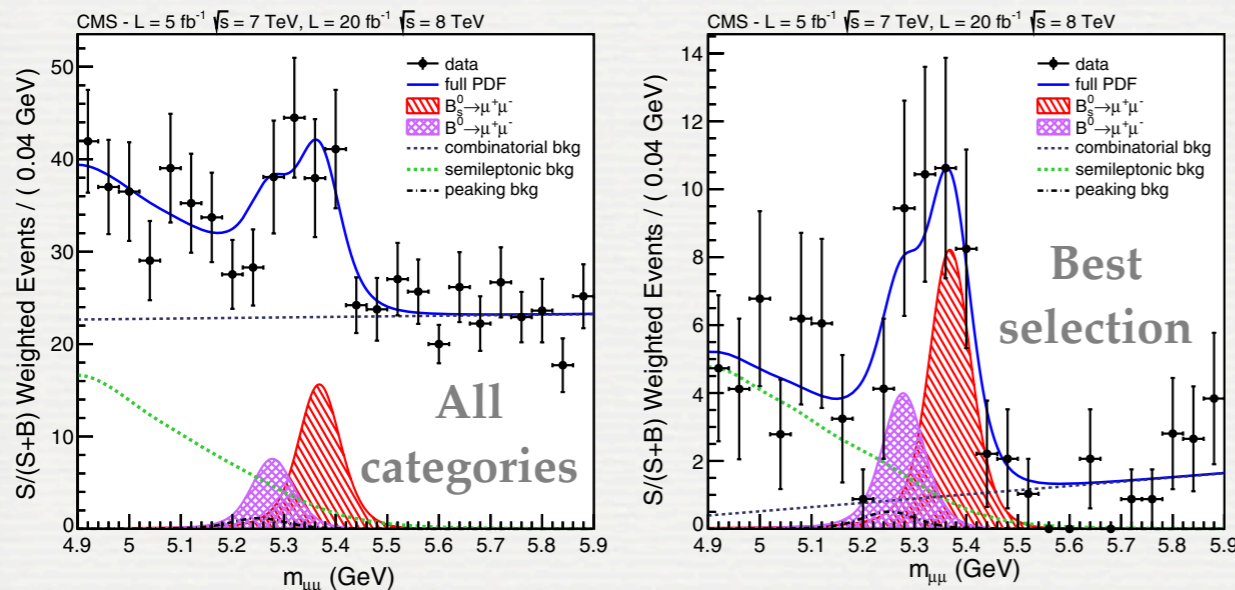 CMS - L = 5 fb⁻¹ √s = 7 TeV, L = 20 fb⁻¹ √s = 8 TeV
S/(S+B) Weighted Events / ( 0.04 GeV)
50
40
30
20
10
0
data
full PDF
B⁰ₛ→μ⁺μ⁻
B⁰→μ⁺μ⁻
combinatorial bkg
semileptonic bkg
peaking bkg
All
categories
4.9 5 5.1 5.2 5.3 5.4 5.5 5.6 5.7 5.8 5.9
m_μμ (GeV)
CMS - L = 5 fb⁻¹ √s = 7 TeV, L = 20 fb⁻¹ √s = 8 TeV
S/(S+B) Weighted Events / ( 0.04 GeV)
14
12
10
8
6
4
2
0
data
full PDF
B⁰ₛ→μ⁺μ⁻
B⁰→μ⁺μ⁻
combinatorial bkg
semileptonic bkg
peaking bkg
Best
selection
4.9 5 5.1 5.2 5.3 5.4 5.5 5.6 5.7 5.8 5.9
m_μμ (GeV)